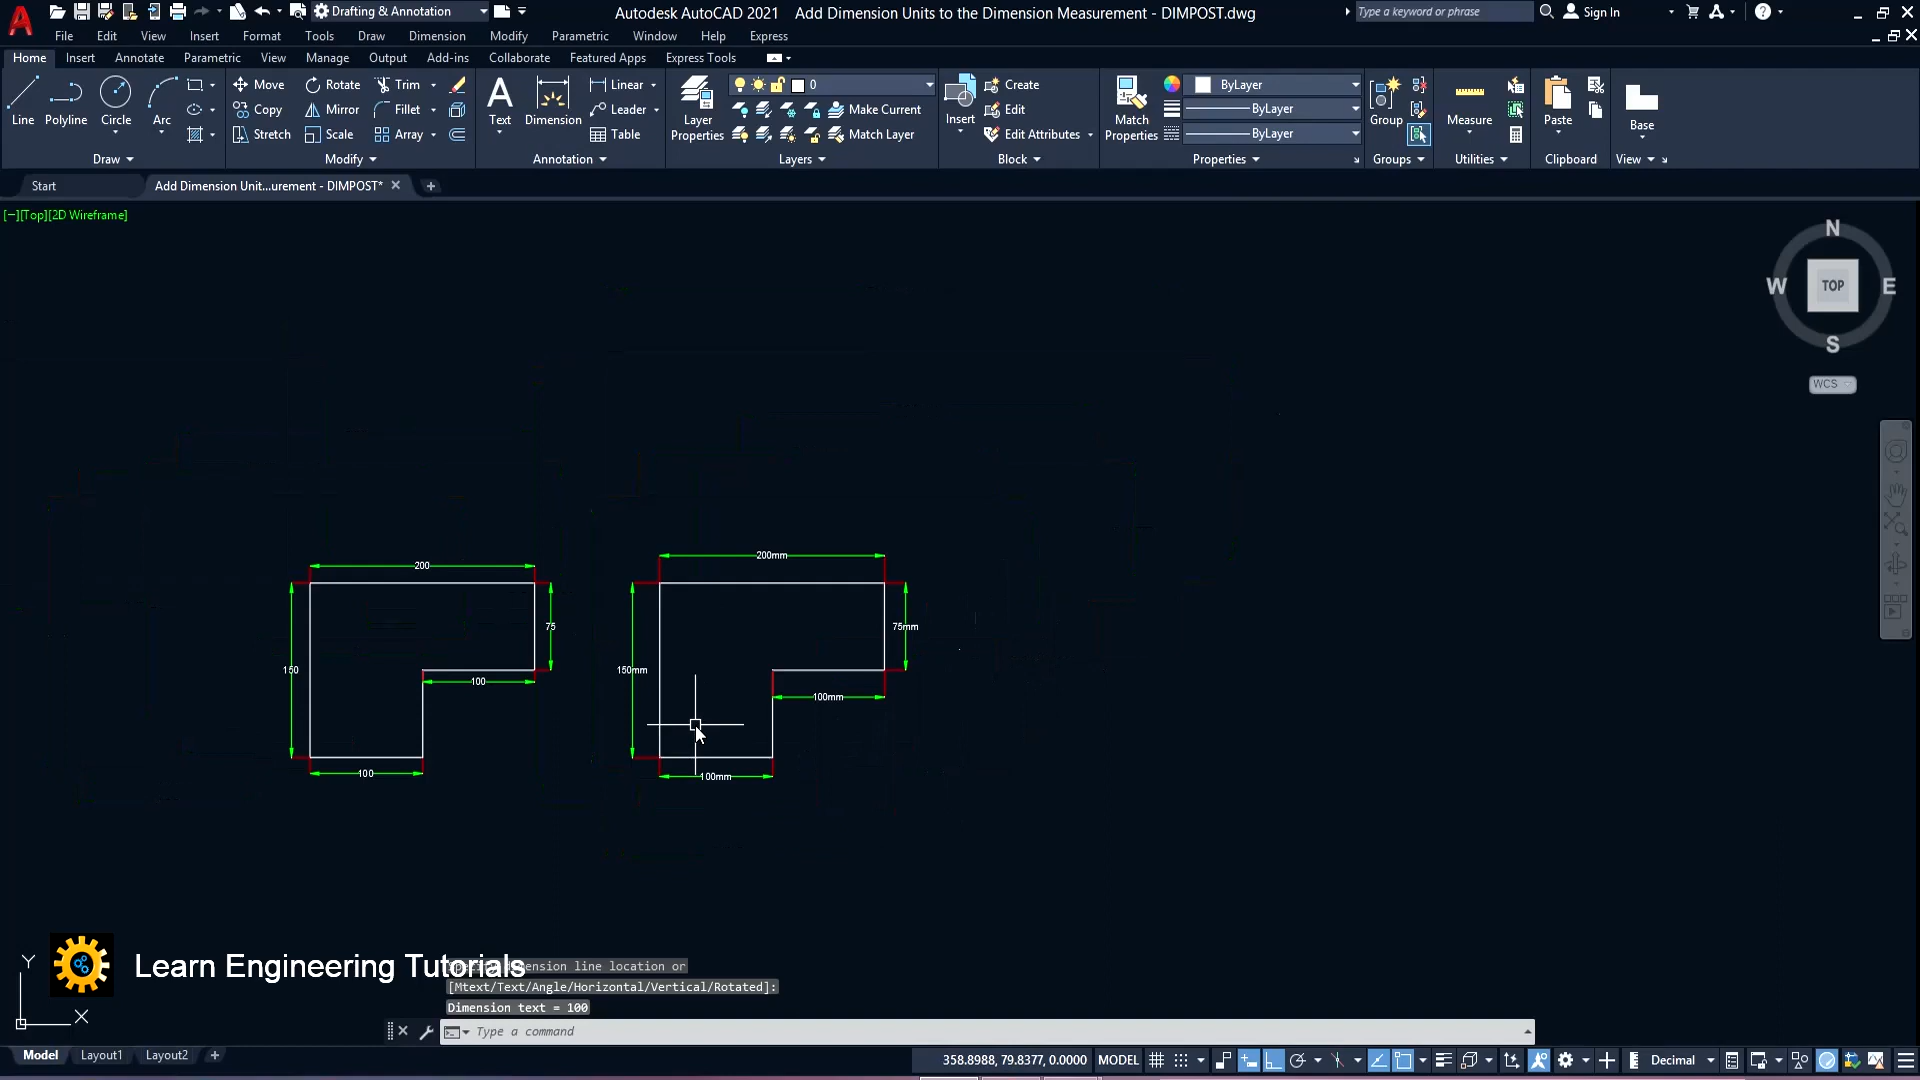 Drafting & Annotation
Autodesk AutoCAD 2021 Add Dimension Units to the Dimension Measurement - DIMPOST.dwg
Type a keyword or phrase
Sign In
File Edit View Insert Format Tools Draw Dimension Modify Parametric Window Help Express
Home Insert Annotate Parametric View Manage Output Add-ins Collaborate Featured Apps Express Tools
Line Polyline Circle Arc
Draw
Move Rotate Trim
Copy Mirror Fillet
Stretch Scale Array
Modify
Text Dimension
Linear
Leader
Table
Annotation
Layer Properties
0
Make Current
Match Layer
Layers
Insert
Create
Edit
Edit Attributes
Block
Match Properties
ByLayer
ByLayer
ByLayer
Properties
Group
Groups
Measure
Utilities
Paste
Clipboard
Base
View
Start
Add Dimension Unit...urement - DIMPOST*
[−][Top][2D Wireframe]
N
W TOP E
S
WCS
200
150
75
100
100
200mm
150mm
75mm
100mm
100mm
Learn Engineering Tutorials
line location or
[Mtext/Text/Angle/Horizontal/Vertical/Rotated]:
Dimension text = 100
Type a command
Y
X
Model Layout1 Layout2
358.8988, 79.8377, 0.0000 MODEL
Decimal